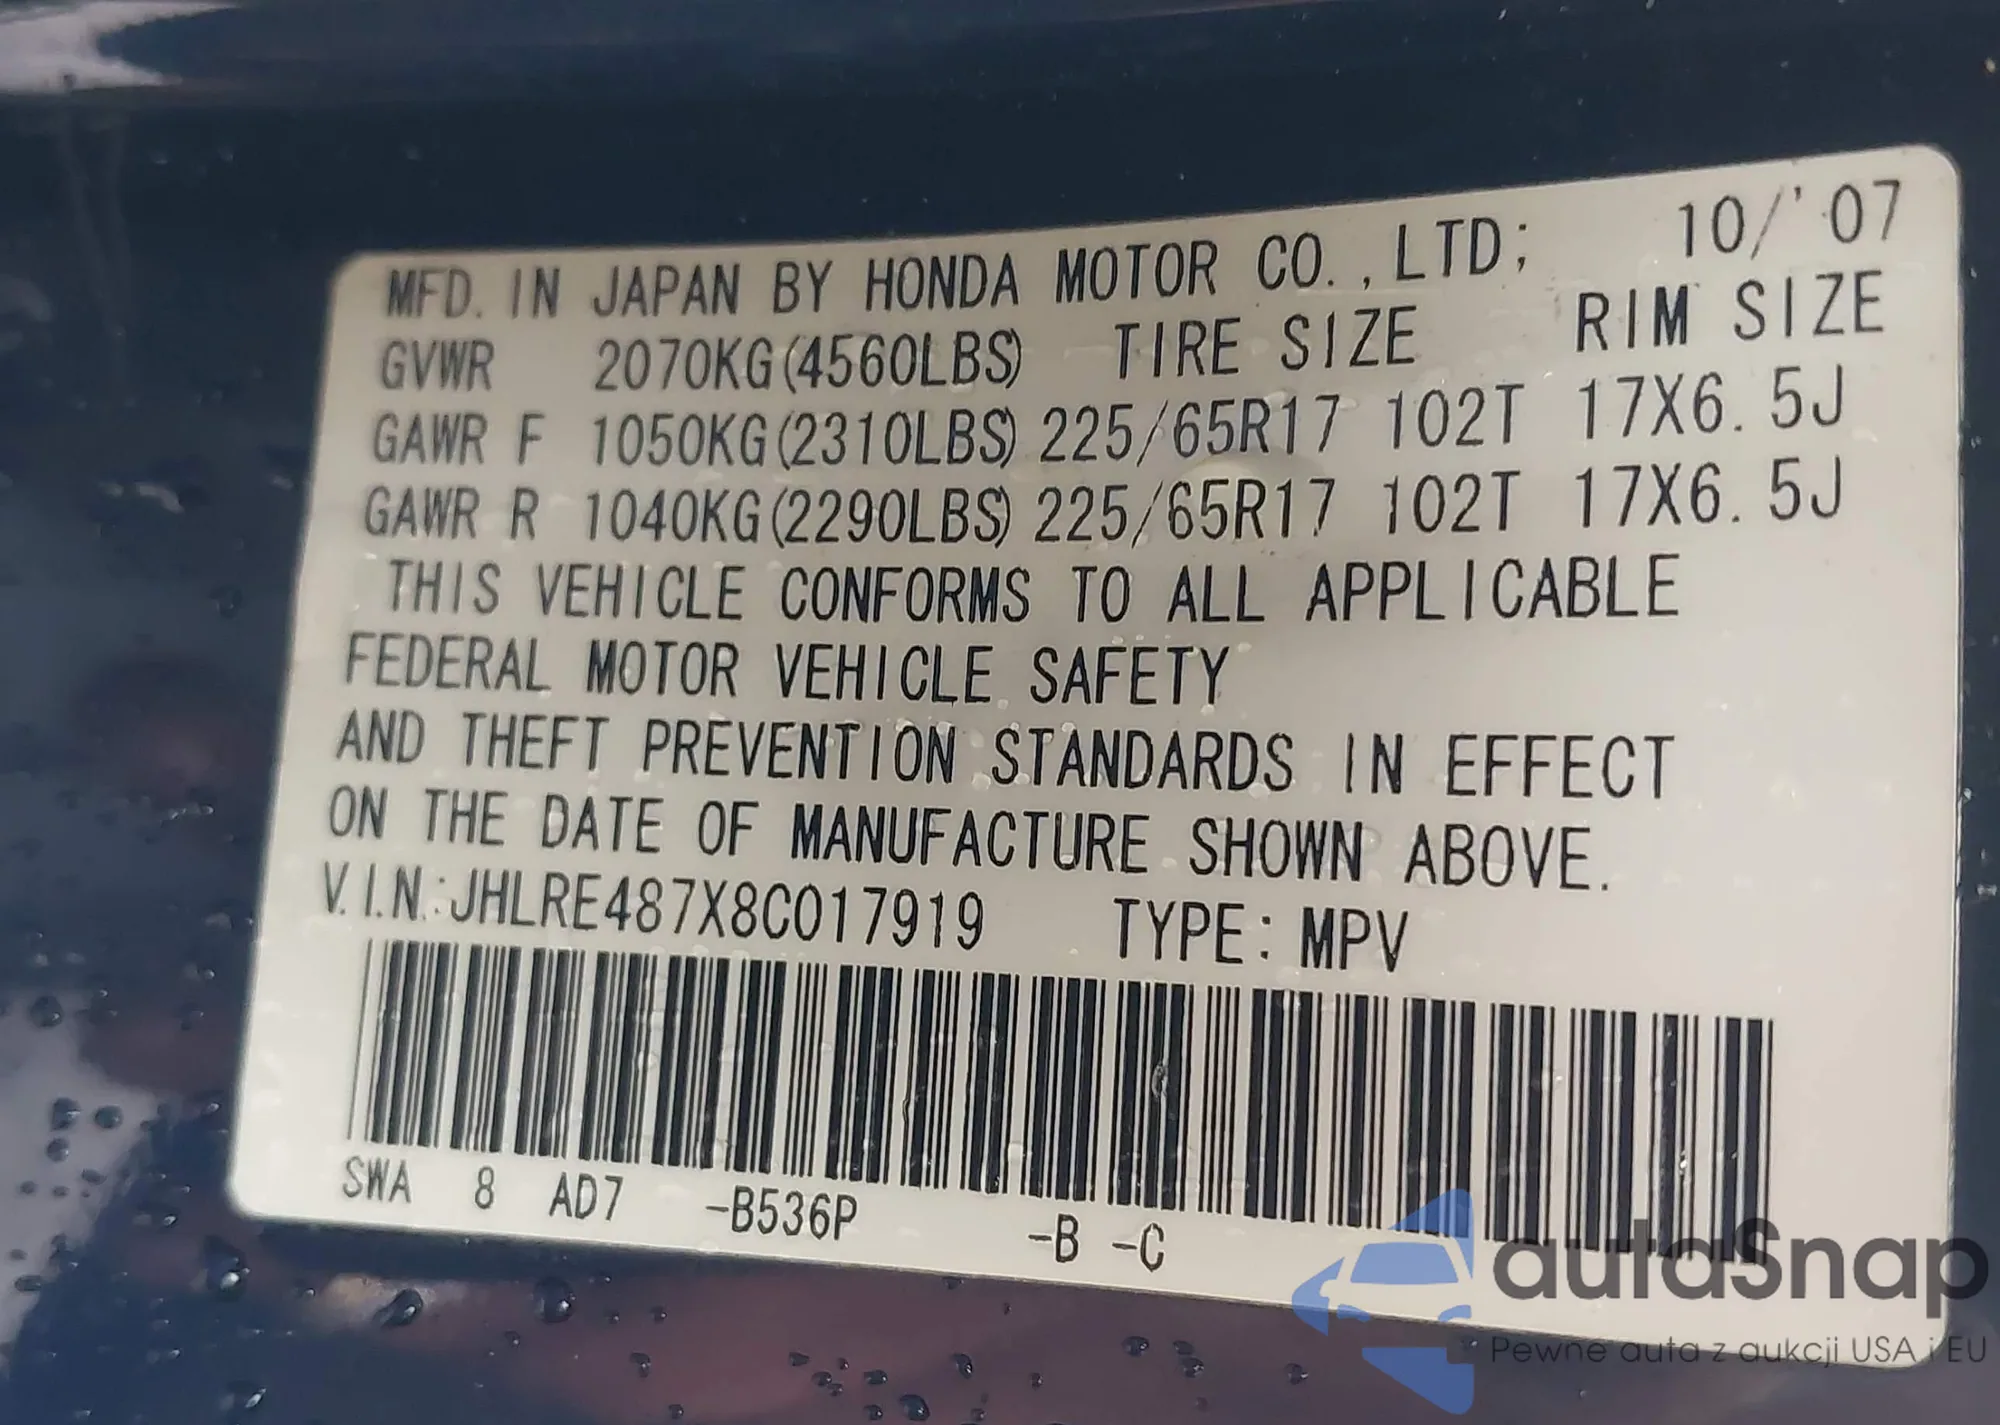 MFD. IN JAPAN BY HONDA MOTOR CO.,LTD; 10/'07
GVWR 2070KG(4560LBS) TIRE SIZE RIM SIZE
GAWR F 1050KG(2310LBS) 225/65R17 102T 17X6.5J
GAWR R 1040KG(2290LBS) 225/65R17 102T 17X6.5J
THIS VEHICLE CONFORMS TO ALL APPLICABLE
FEDERAL MOTOR VEHICLE SAFETY
AND THEFT PREVENTION STANDARDS IN EFFECT
ON THE DATE OF MANUFACTURE SHOWN ABOVE.
V.I.N.:JHLRE487X8C017919 TYPE: MPV
SWA 8 AD7 -B536P -B -C
autaSnap
Pewne auta z aukcji USA i EU